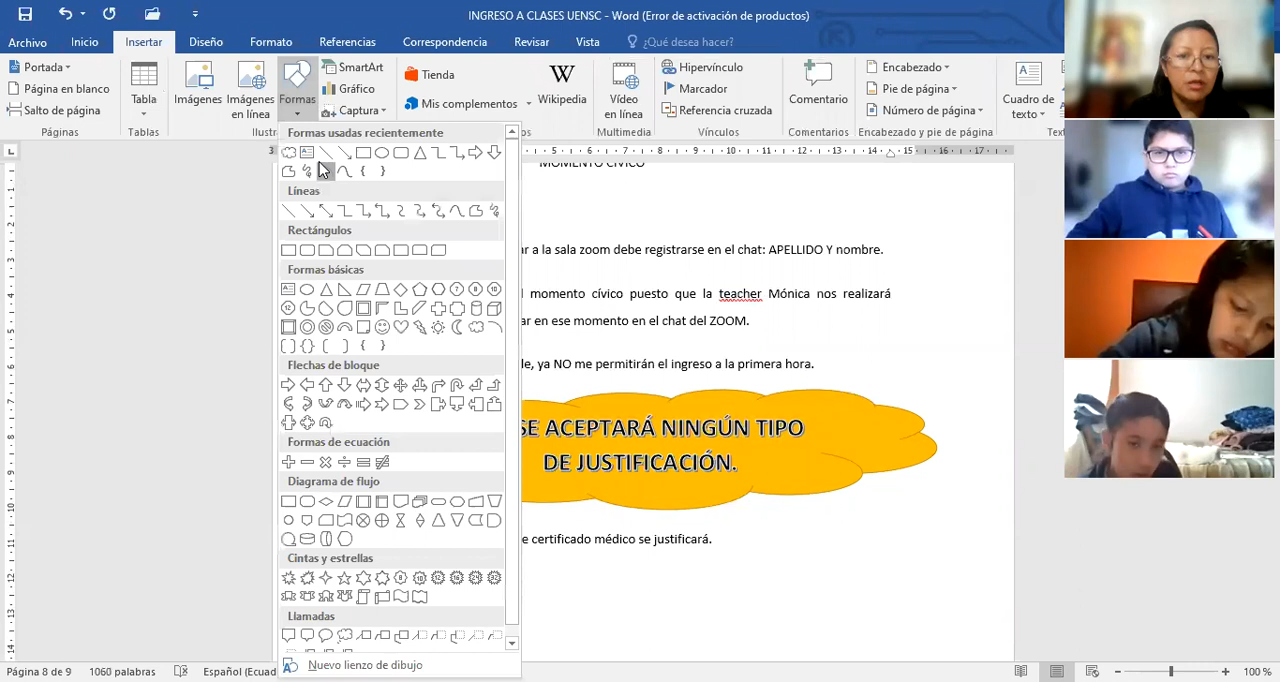 INGRESO A CLASES UENSC - Word (Error de activación de productos)
Archivo Inicio Insertar Diseño Formato Referencias Correspondencia Revisar Vista ¿Qué desea hacer?
Portada
Página en blanco
Salto de página
Páginas
Tabla
Tablas
Imágenes
Imágenes en línea
Formas
SmartArt
Gráfico
Captura
Tienda
Mis complementos
Wikipedia
Vídeo en línea
Multimedia
Hipervínculo
Marcador
Referencia cruzada
Vínculos
Comentario
Comentarios
Encabezado
Pie de página
Número de página
Encabezado y pie de página
Cuadro de texto
Formas usadas recientemente
Líneas
Rectángulos
Formas básicas
Flechas de bloque
Formas de ecuación
Diagrama de flujo
Cintas y estrellas
Llamadas
Nuevo lienzo de dibujo
MOMENTO CÍVICO
a la sala zoom debe registrarse en el chat: APELLIDO Y nombre.
momento cívico puesto que la teacher Mónica nos realizará
en ese momento en el chat del ZOOM.
ya NO me permitirán el ingreso a la primera hora.
SE ACEPTARÁ NINGÚN TIPO
DE JUSTIFICACIÓN.
certificado médico se justificará.
Página 8 de 9 1060 palabras Español (Ecuad 100 %